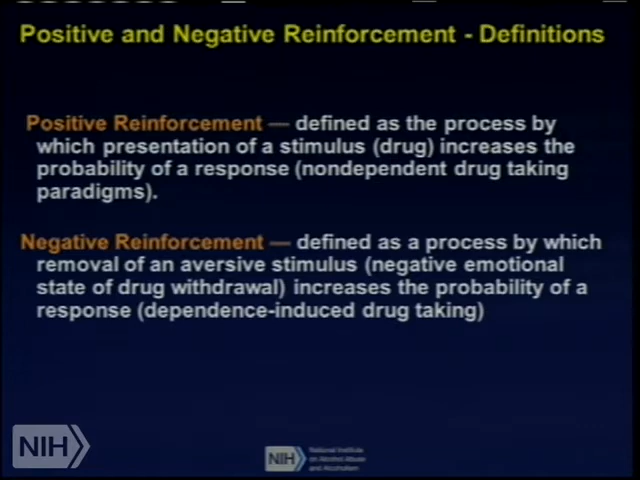 Positive and Negative Reinforcement - Definitions
Positive Reinforcement — defined as the process by
which presentation of a stimulus (drug) increases the
probability of a response (nondependent drug taking
paradigms).
Negative Reinforcement — defined as a process by which
removal of an aversive stimulus (negative emotional
state of drug withdrawal) increases the probability of a
response (dependence-induced drug taking)
NIH
NIH
National Institute
on Alcohol Abuse
and Alcoholism